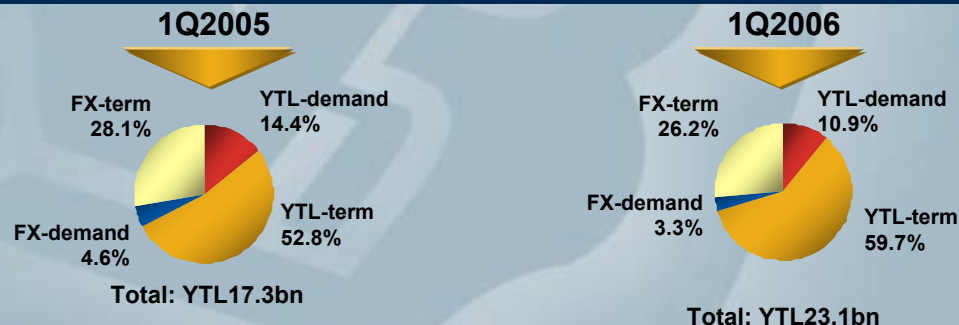 1Q2005
FX-term
28.1%
YTL-demand
14.4%
FX-demand
4.6%
YTL-term
52.8%
Total: YTL17.3bn
1Q2006
FX-term
26.2%
YTL-demand
10.9%
FX-demand
3.3%
YTL-term
59.7%
Total: YTL23.1bn